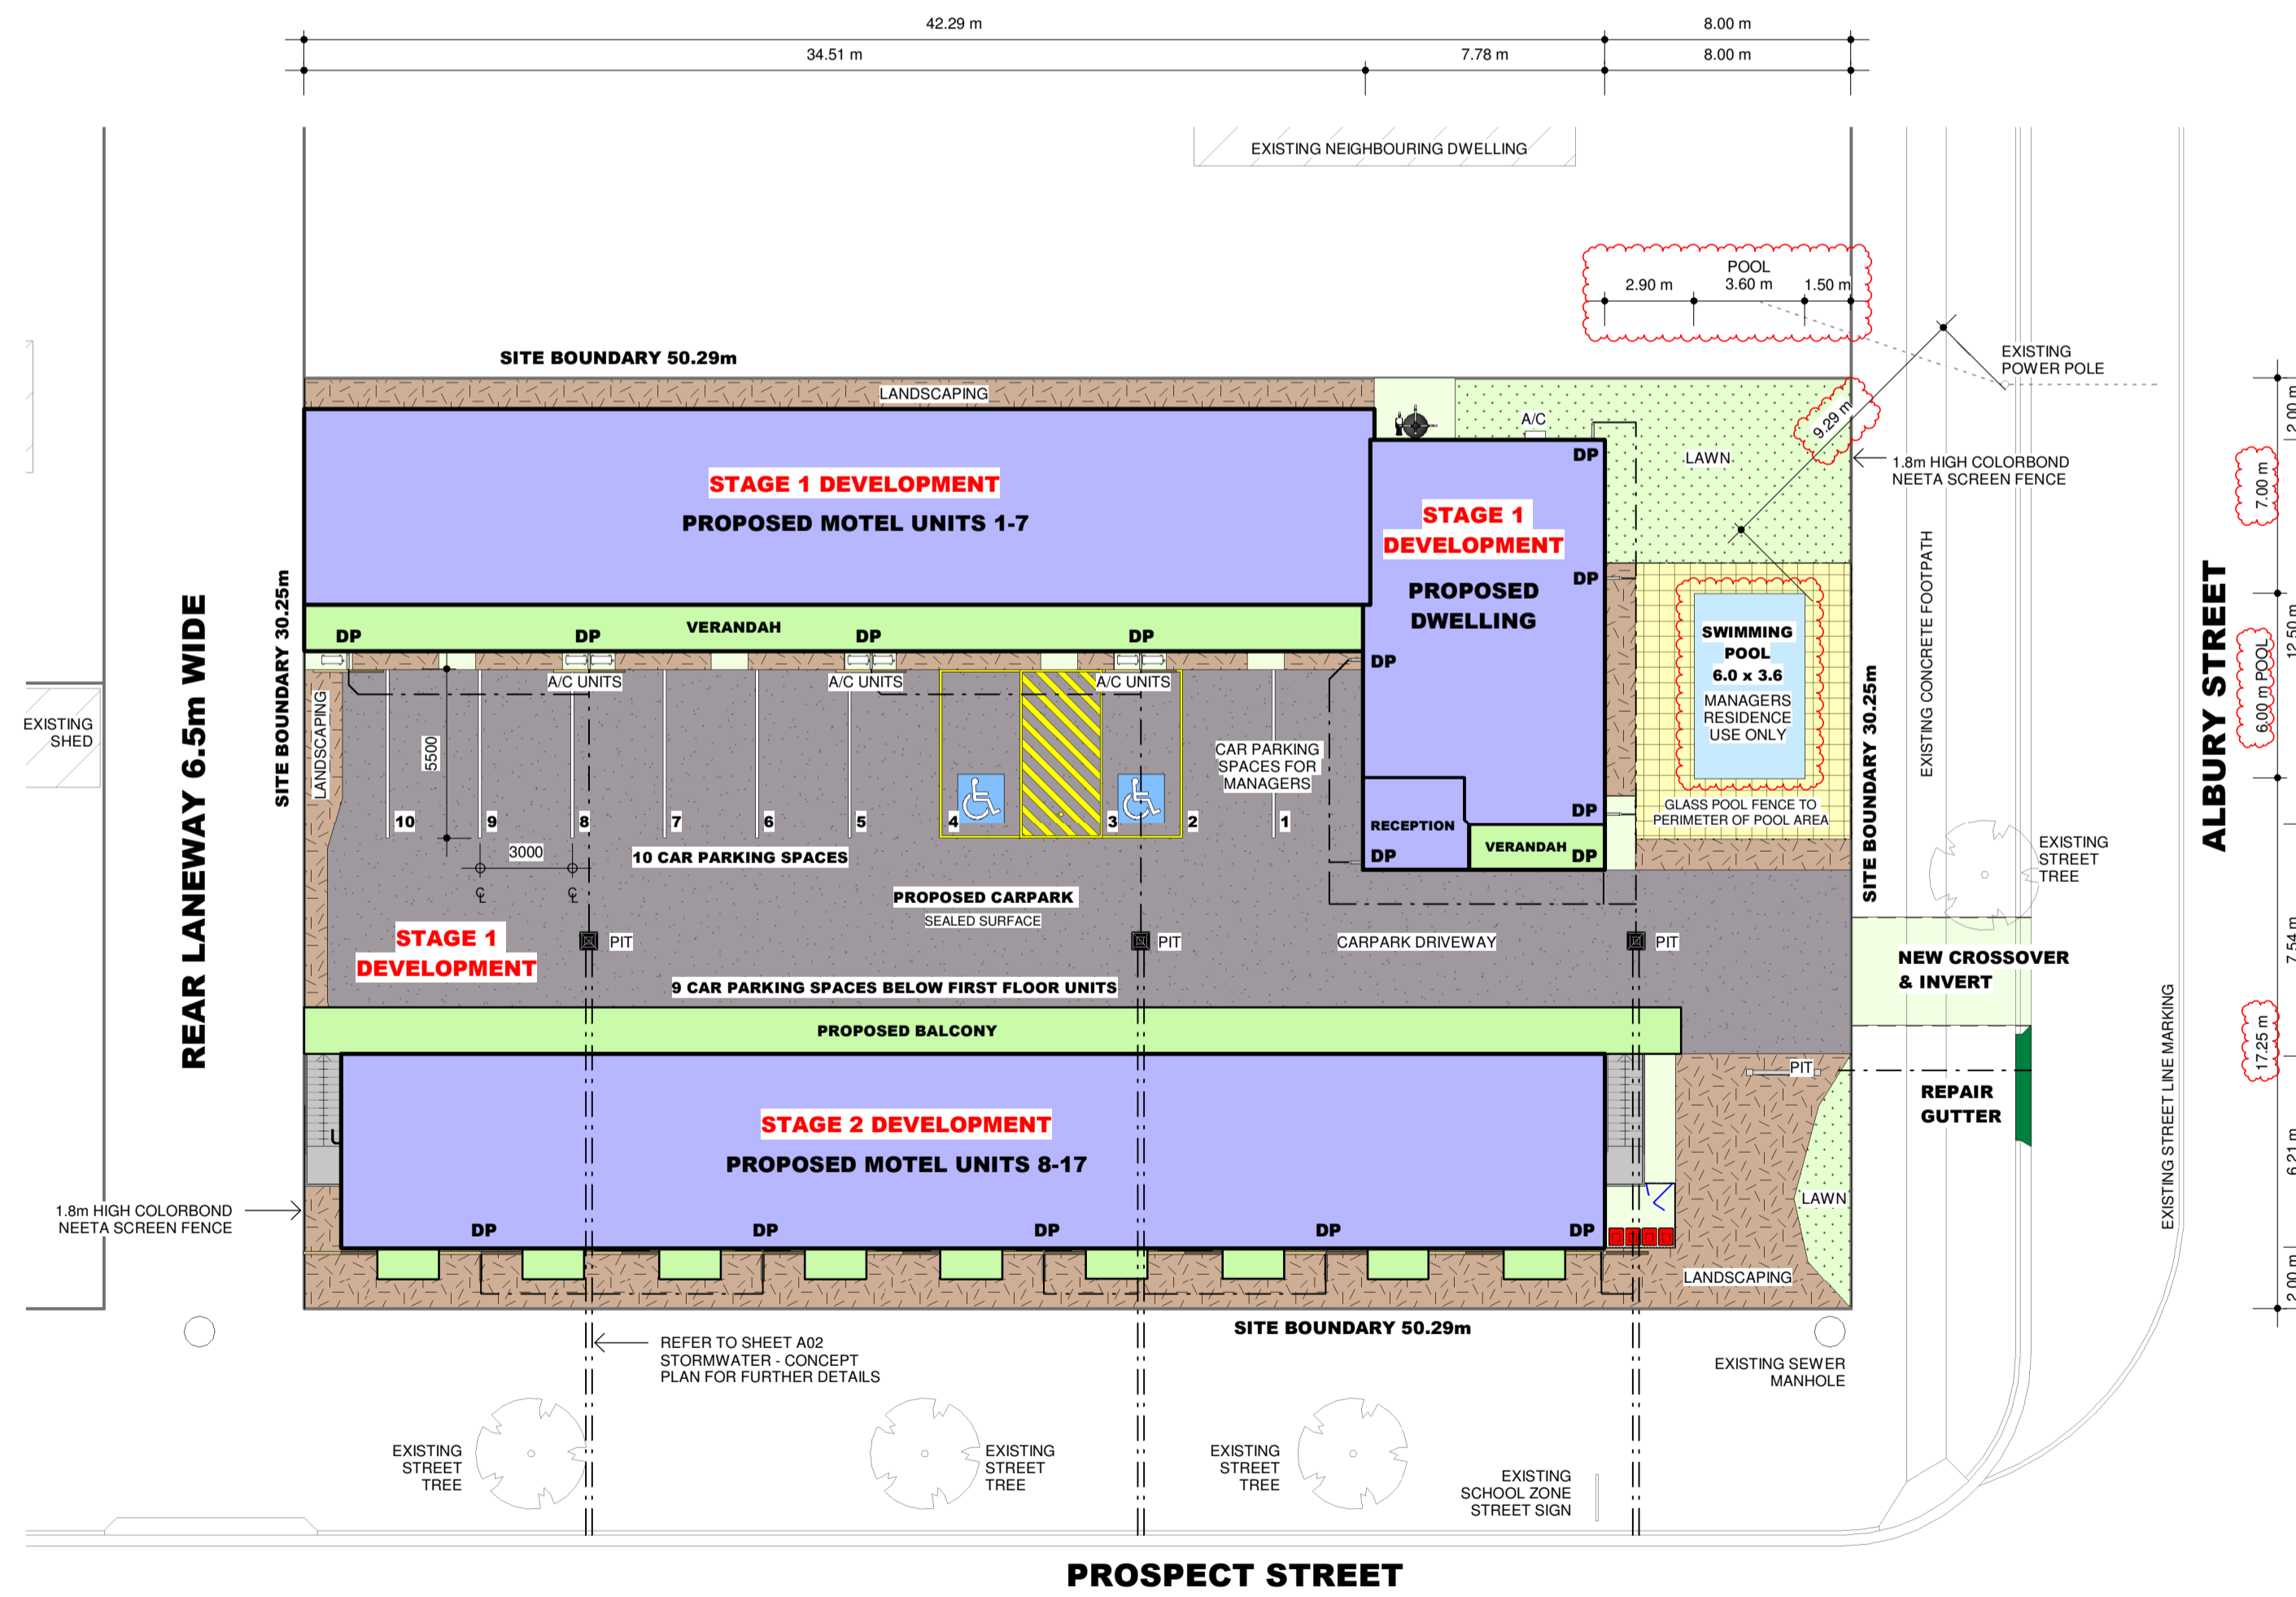 42.29 m
8.00 m
34.51 m
7.78 m
8.00 m
EXISTING NEIGHBOURING DWELLING
POOL
2.90 m
3.60 m
1.50 m
SITE BOUNDARY 50.29m
EXISTING
POWER POLE
LANDSCAPING
2.00 m
9.29 m
A/C
DP
LAWN
1.8m HIGH COLORBOND
NEETA SCREEN FENCE
7.00 m
STAGE 1 DEVELOPMENT
PROPOSED MOTEL UNITS 1-7
STAGE 1
DEVELOPMENT
PROPOSED
DWELLING
DP
REAR LANEWAY 6.5m WIDE
SITE BOUNDARY 30.25m
EXISTING CONCRETE FOOTPATH
ALBURY STREET
12.50 m
VERANDAH
DP
DP
DP
DP
DP
SWIMMING
POOL
6.0 x 3.6
MANAGERS
RESIDENCE
USE ONLY
6.00 m POOL
SITE BOUNDARY 30.25m
A/C UNITS
A/C UNITS
A/C UNITS
EXISTING
SHED
LANDSCAPING
5500
CAR PARKING
SPACES FOR
MANAGERS
10
9
8
7
6
5
4
3
2
1
GLASS POOL FENCE TO
PERIMETER OF POOL AREA
DP
RECEPTION
DP
VERANDAH
DP
3000
10 CAR PARKING SPACES
EXISTING
STREET
TREE
PROPOSED CARPARK
SEALED SURFACE
STAGE 1
DEVELOPMENT
PIT
PIT
CARPARK DRIVEWAY
PIT
7.54 m
NEW CROSSOVER
& INVERT
9 CAR PARKING SPACES BELOW FIRST FLOOR UNITS
PROPOSED BALCONY
17.25 m
EXISTING STREET LINE MARKING
PIT
REPAIR
GUTTER
STAGE 2 DEVELOPMENT
PROPOSED MOTEL UNITS 8-17
6.21 m
LAWN
1.8m HIGH COLORBOND
NEETA SCREEN FENCE
DP
DP
DP
DP
DP
LANDSCAPING
2.00 m
SITE BOUNDARY 50.29m
REFER TO SHEET A02
STORMWATER - CONCEPT
PLAN FOR FURTHER DETAILS
EXISTING SEWER
MANHOLE
EXISTING
STREET
TREE
EXISTING
STREET
TREE
EXISTING
STREET
TREE
EXISTING
SCHOOL ZONE
STREET SIGN
PROSPECT STREET